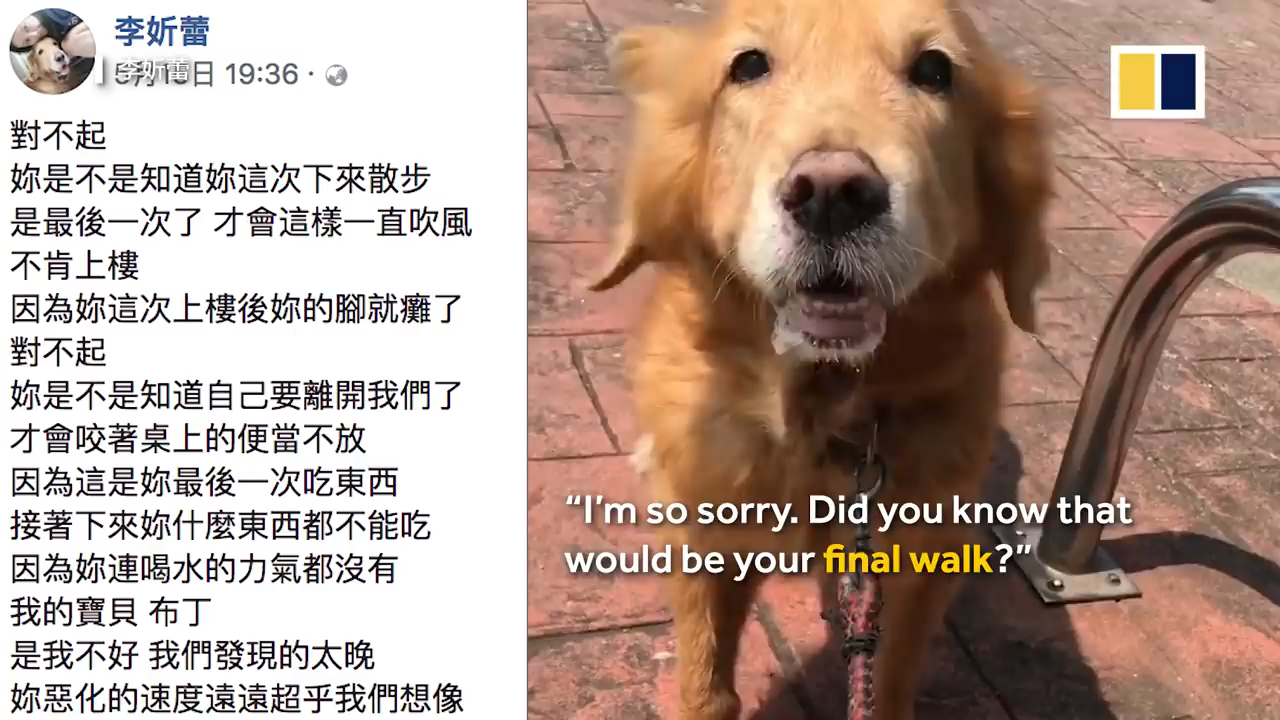 李妡蕾
李妡蕾
日 19:36
對不起
妳是不是知道妳這次下來散步
是最後一次了 才會這樣一直吹風
不肯上樓
因為妳這次上樓後妳的腳就癱了
對不起
妳是不是知道自己要離開我們了
才會咬著桌上的便當不放
因為這是妳最後一次吃東西
接著下來妳什麼東西都不能吃
因為妳連喝水的力氣都沒有
我的寶貝 布丁
是我不好 我們發現的太晚
妳惡化的速度遠遠超乎我們想像
“I’m so sorry. Did you know that
would be your final walk?”